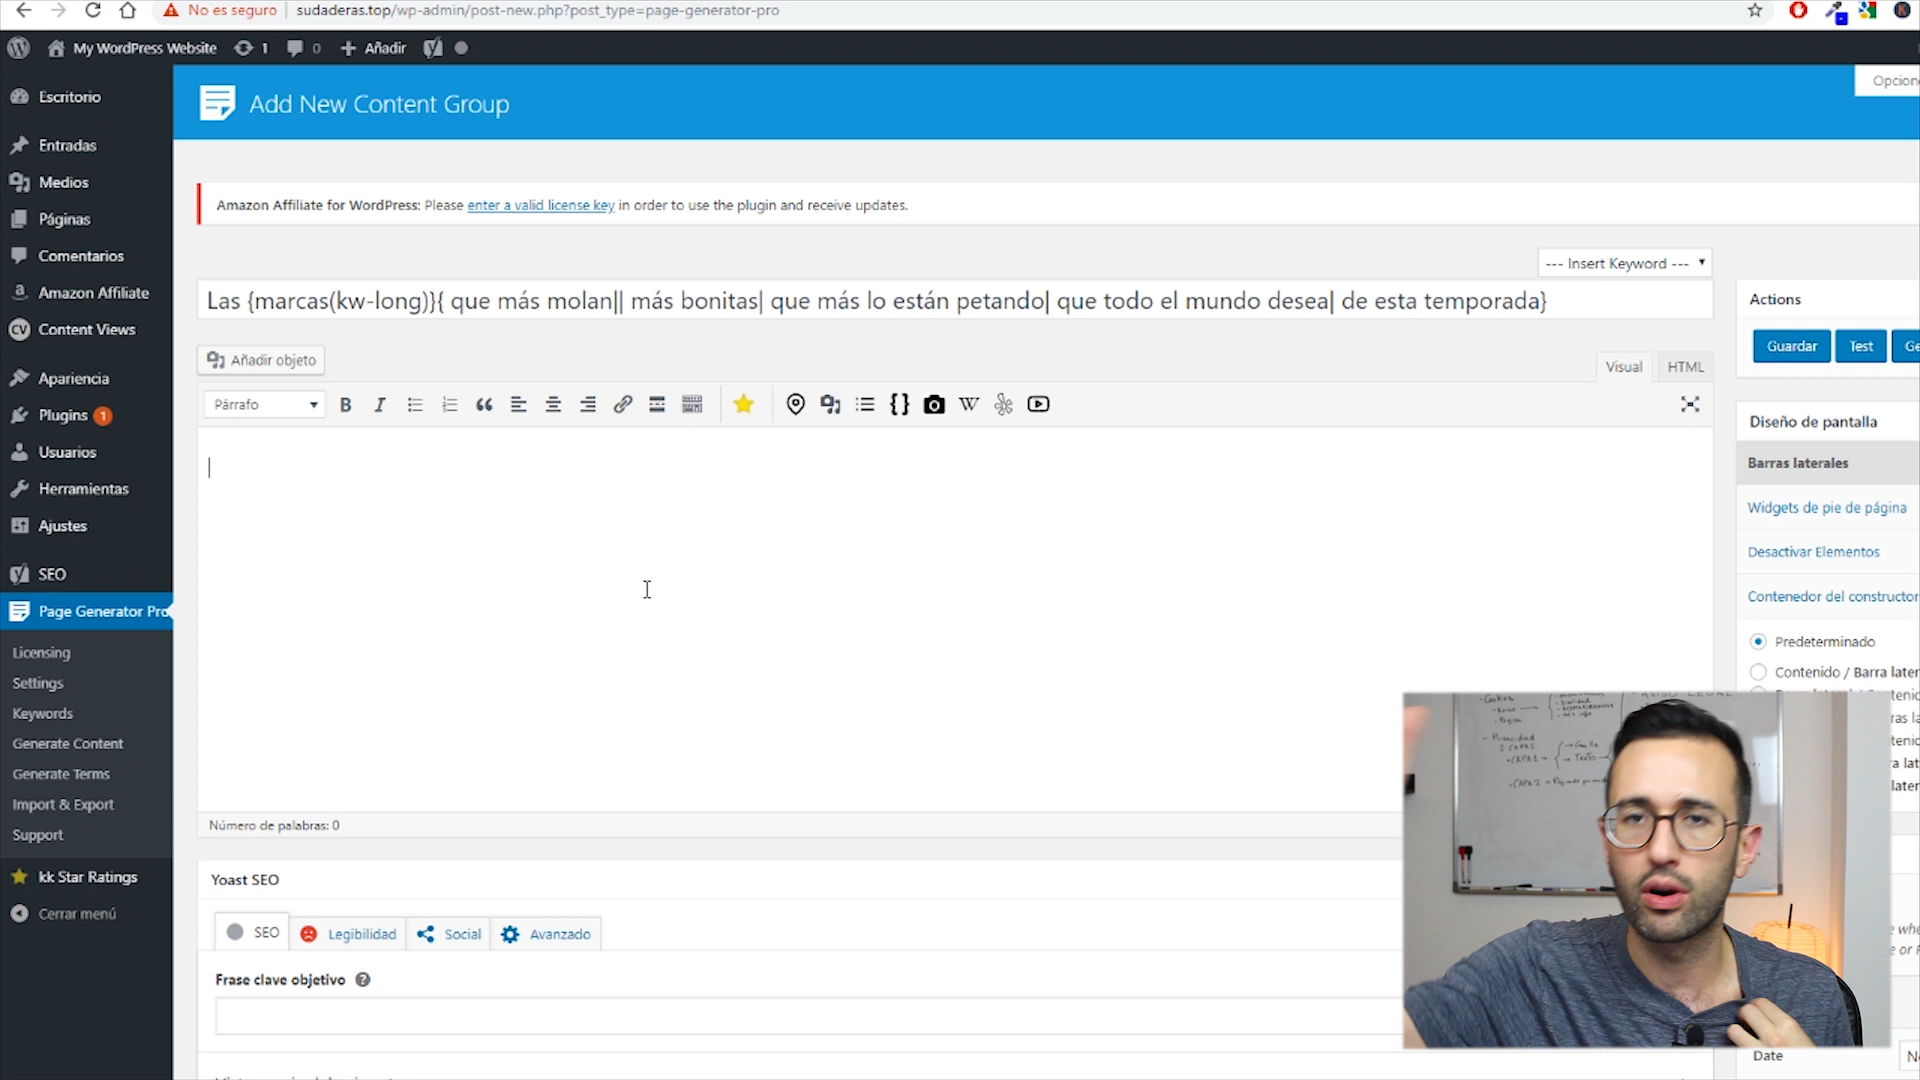 No es seguro sudaderas.top/wp-admin/post-new.php?post_type=page-generator-pro
My WordPress Website 1 0 Añadir
Escritorio
Entradas
Medios
Páginas
Comentarios
Amazon Affiliate
Content Views
Apariencia
Plugins 1
Usuarios
Herramientas
Ajustes
SEO
Page Generator Pro
Licensing
Settings
Keywords
Generate Content
Generate Terms
Import & Export
Support
kk Star Ratings
Cerrar menú
Add New Content Group
Amazon Affiliate for WordPress: Please enter a valid license key in order to use the plugin and receive updates.
--- Insert Keyword ---
Las {marcas(kw-long)}{ que más molan|| más bonitas| que más lo están petando| que todo el mundo desea| de esta temporada}
Añadir objeto
Visual HTML
Párrafo
Número de palabras: 0
Yoast SEO
SEO Legibilidad Social Avanzado
Frase clave objetivo
Actions
Guardar Test
Diseño de pantalla
Barras laterales
Widgets de pie de página
Desactivar Elementos
Contenedor del constructor
Predeterminado
Contenido / Barra
Date